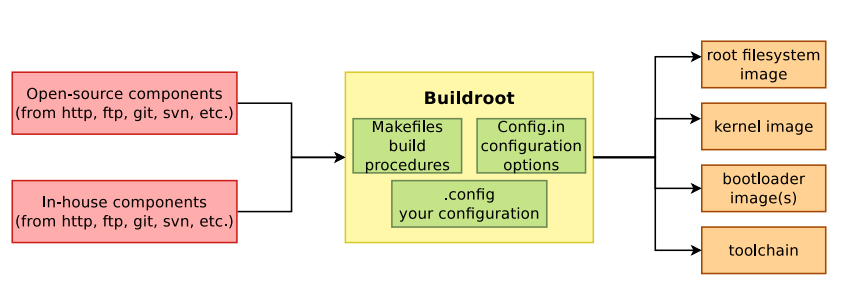 Open-source components
(from http, ftp, git, svn, etc.)
In-house components
(from http, ftp, git, svn, etc.)
Buildroot
Makefiles
build
procedures
Config.in
configuration
options
.config
your configuration
root filesystem
image
kernel image
bootloader
image(s)
toolchain